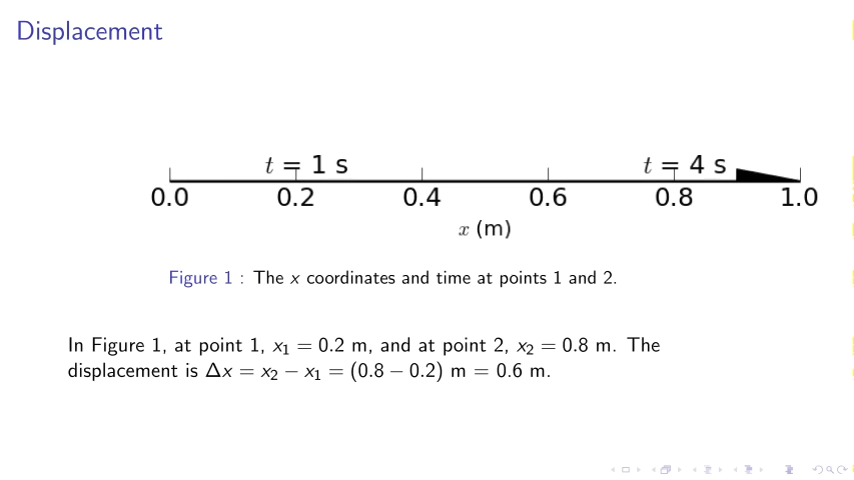 Displacement
t = 1 s t = 4 s
0.0 0.2 0.4 0.6 0.8 1.0
x (m)
Figure 1 : The x coordinates and time at points 1 and 2.
In Figure 1, at point 1, x₁ = 0.2 m, and at point 2, x₂ = 0.8 m. The
displacement is Δx = x₂ − x₁ = (0.8 − 0.2) m = 0.6 m.